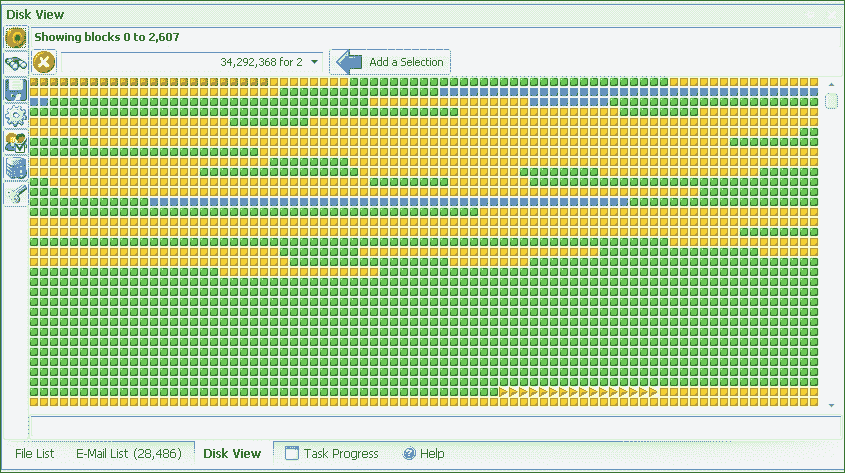 Disk View
Showing blocks 0 to 2,607
34,292,368 for 2
Add a Selection
File List E-Mail List (28,486) Disk View Task Progress Help